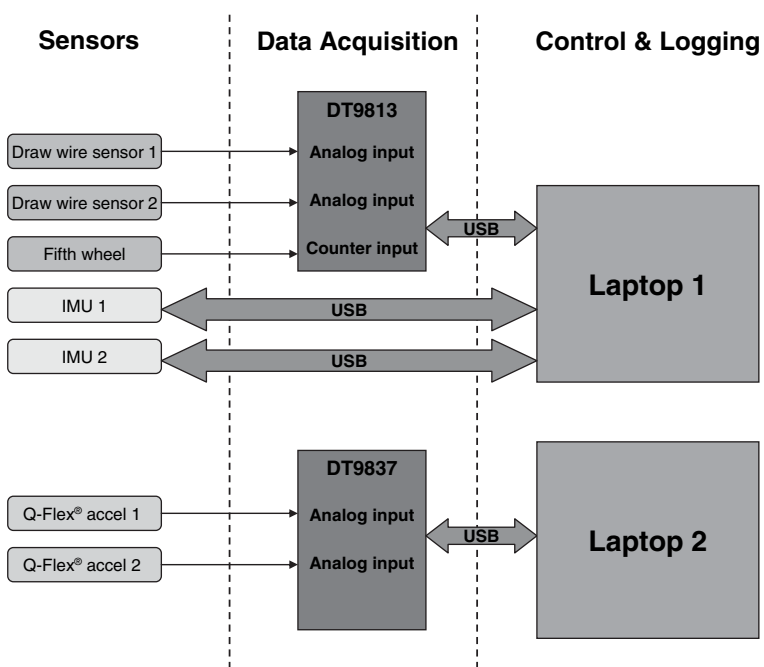 Sensors
Data Acquisition
Control & Logging
DT9813
Draw wire sensor 1
Analog input
Draw wire sensor 2
Analog input
USB
Fifth wheel
Counter input
Laptop 1
IMU 1
USB
IMU 2
USB
DT9837
Q-Flex® accel 1
Analog input
USB
Laptop 2
Q-Flex® accel 2
Analog input